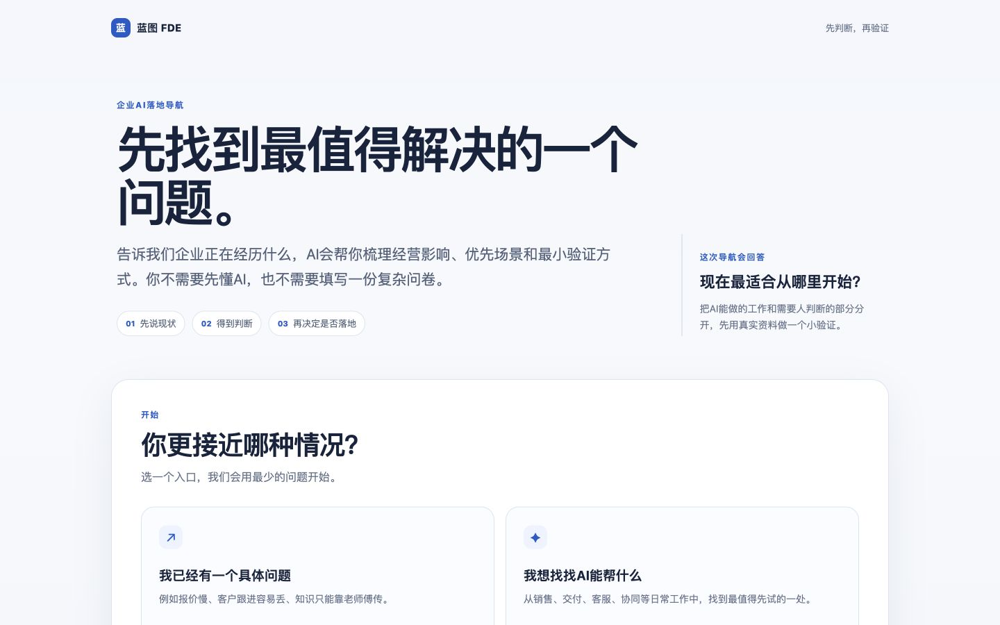 蓝 蓝图 FDE
先判断，再验证
企业AI落地导航
先找到最值得解决的一个
问题。
告诉我们企业正在经历什么，AI会帮你梳理经营影响、优先场景和最小验证方
式。你不需要先懂AI，也不需要填写一份复杂问卷。
01 先说现状
02 得到判断
03 再决定是否落地
这次导航会回答
现在最适合从哪里开始？
把AI能做的工作和需要人判断的部分分
开，先用真实资料做一个小验证。
开始
你更接近哪种情况？
选一个入口，我们会用最少的问题开始。
我已经有一个具体问题
例如报价慢、客户跟进容易丢、知识只能靠老师傅传。
我想找找AI能帮什么
从销售、交付、客服、协同等日常工作中，找到最值得先试的一处。